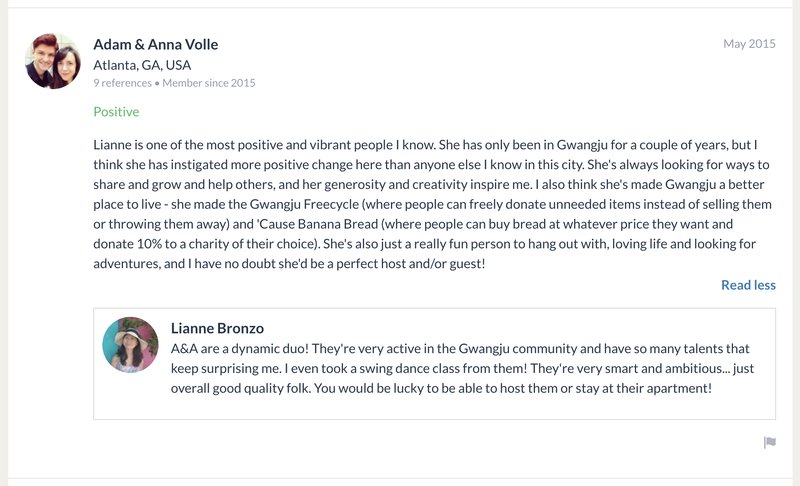 Adam & Anna Volle
May 2015
Atlanta, GA, USA
9 references • Member since 2015
Positive
Lianne is one of the most positive and vibrant people I know. She has only been in Gwangju for a couple of years, but I
think she has instigated more positive change here than anyone else I know in this city. She's always looking for ways to
share and grow and help others, and her generosity and creativity inspire me. I also think she's made Gwangju a better
place to live - she made the Gwangju Freecycle (where people can freely donate unneeded items instead of selling them
or throwing them away) and 'Cause Banana Bread (where people can buy bread at whatever price they want and
donate 10% to a charity of their choice). She's also just a really fun person to hang out with, loving life and looking for
adventures, and I have no doubt she'd be a perfect host and/or guest!
Read less
Lianne Bronzo
A&A are a dynamic duo! They're very active in the Gwangju community and have so many talents that
keep surprising me. I even took a swing dance class from them! They're very smart and ambitious... just
overall good quality folk. You would be lucky to be able to host them or stay at their apartment!